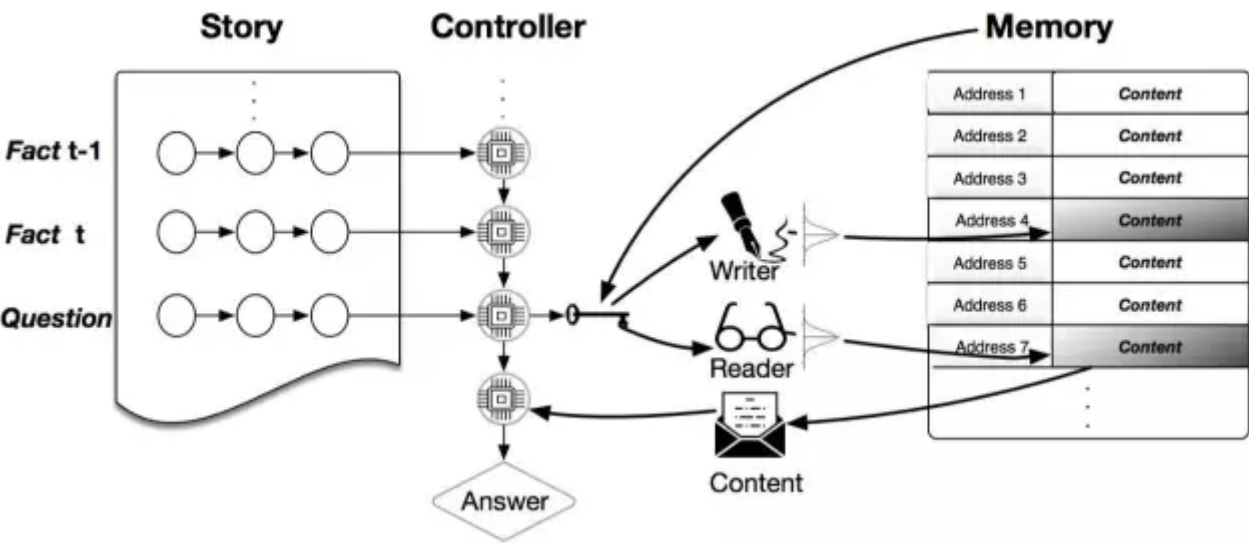 Story
Controller
Memory
Fact t-1
Fact t
Question
Writer
Reader
Content
Answer
Address 1 Content
Address 2 Content
Address 3 Content
Address 4 Content
Address 5 Content
Address 6 Content
Address 7 Content